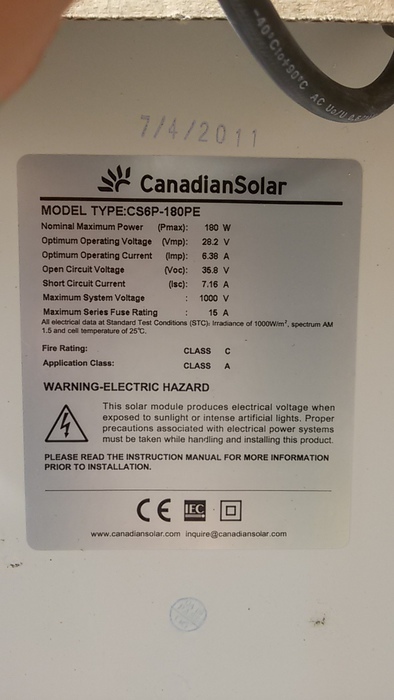 -40°C to +90°C AC
7/4/2011
CanadianSolar
MODEL TYPE:CS6P-180PE
Nominal Maximum Power (Pmax): 180 W
Optimum Operating Voltage (Vmp): 28.2 V
Optimum Operating Current (Imp): 6.38 A
Open Circuit Voltage (Voc): 35.8 V
Short Circuit Current (Isc): 7.16 A
Maximum System Voltage : 1000 V
Maximum Series Fuse Rating : 15 A
All electrical data at Standard Test Conditions (STC): Irradiance of 1000W/m², spectrum AM
1.5 and cell temperature of 25°C.
Fire Rating: CLASS C
Application Class: CLASS A
WARNING-ELECTRIC HAZARD
This solar module produces electrical voltage when
exposed to sunlight or intense artificial lights. Proper
precautions associated with electrical power systems
must be taken while handling and installing this product.
PLEASE READ THE INSTRUCTION MANUAL FOR MORE INFORMATION
PRIOR TO INSTALLATION.
CE IEC
www.canadiansolar.com inquire@canadiansolar.com